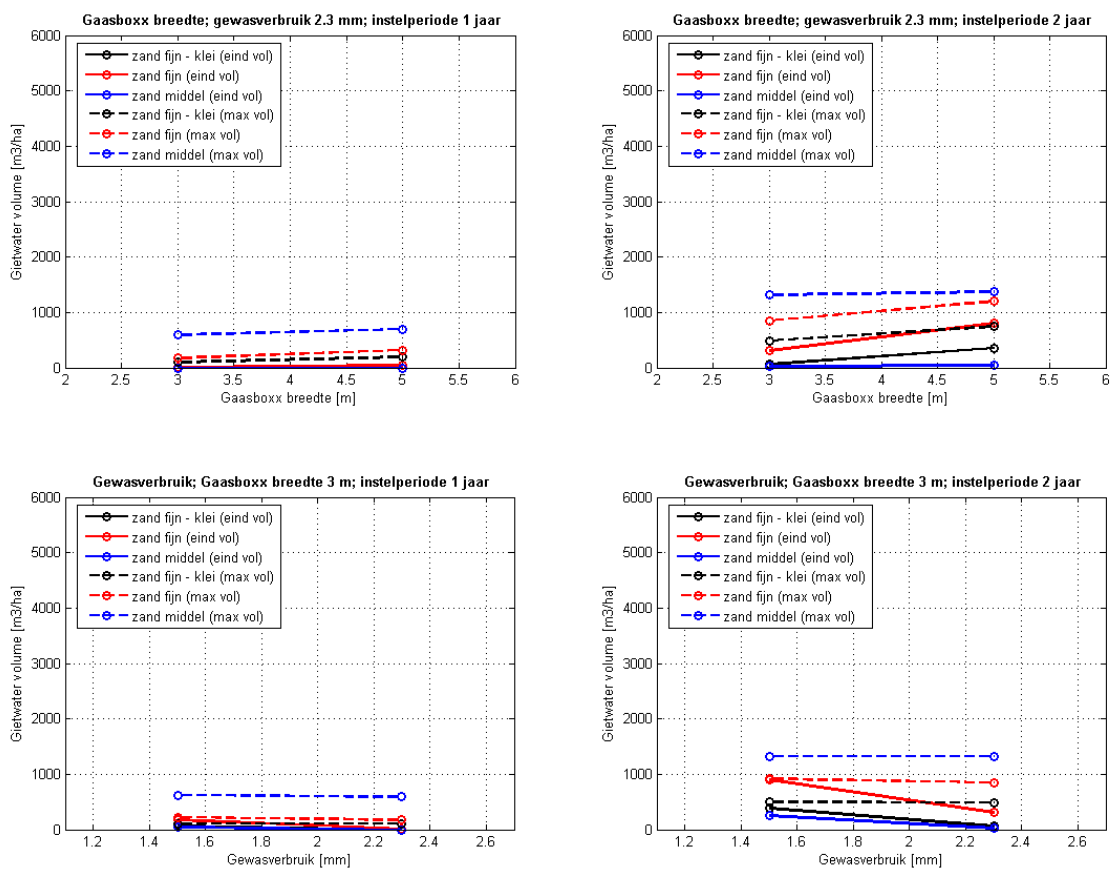 Gaasboxx breedte; gewasverbruik 2.3 mm; instelperiode 1 jaar
6000
5000
4000
3000
2000
1000
0
Gietwater volume [m3/ha]
zand fijn - klei (eind vol)
zand fijn (eind vol)
zand middel (eind vol)
zand fijn - klei (max vol)
zand fijn (max vol)
zand middel (max vol)
2 2.5 3 3.5 4 4.5 5 5.5 6
Gaasboxx breedte [m]
Gaasboxx breedte; gewasverbruik 2.3 mm; instelperiode 2 jaar
6000
5000
4000
3000
2000
1000
0
Gietwater volume [m3/ha]
zand fijn - klei (eind vol)
zand fijn (eind vol)
zand middel (eind vol)
zand fijn - klei (max vol)
zand fijn (max vol)
zand middel (max vol)
2 2.5 3 3.5 4 4.5 5 5.5 6
Gaasboxx breedte [m]
Gewasverbruik; Gaasboxx breedte 3 m; instelperiode 1 jaar
6000
5000
4000
3000
2000
1000
0
Gietwater volume [m3/ha]
zand fijn - klei (eind vol)
zand fijn (eind vol)
zand middel (eind vol)
zand fijn - klei (max vol)
zand fijn (max vol)
zand middel (max vol)
1.2 1.4 1.6 1.8 2 2.2 2.4 2.6
Gewasverbruik [mm]
Gewasverbruik; Gaasboxx breedte 3 m; instelperiode 2 jaar
6000
5000
4000
3000
2000
1000
0
Gietwater volume [m3/ha]
zand fijn - klei (eind vol)
zand fijn (eind vol)
zand middel (eind vol)
zand fijn - klei (max vol)
zand fijn (max vol)
zand middel (max vol)
1.2 1.4 1.6 1.8 2 2.2 2.4 2.6
Gewasverbruik [mm]